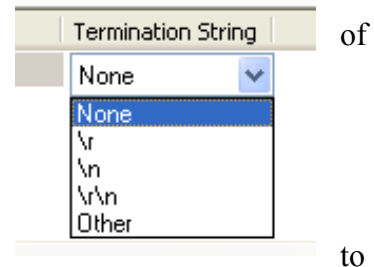 Termination String of
None
None
\r
\n
\r\n
Other
to